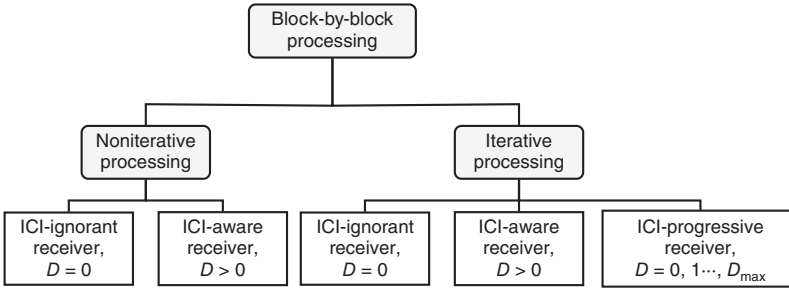 Block-by-block
processing
Noniterative
processing
Iterative
processing
ICI-ignorant
receiver,
D = 0
ICI-aware
receiver,
D > 0
ICI-ignorant
receiver,
D = 0
ICI-aware
receiver,
D > 0
ICI-progressive
receiver,
D = 0, 1···, Dmax